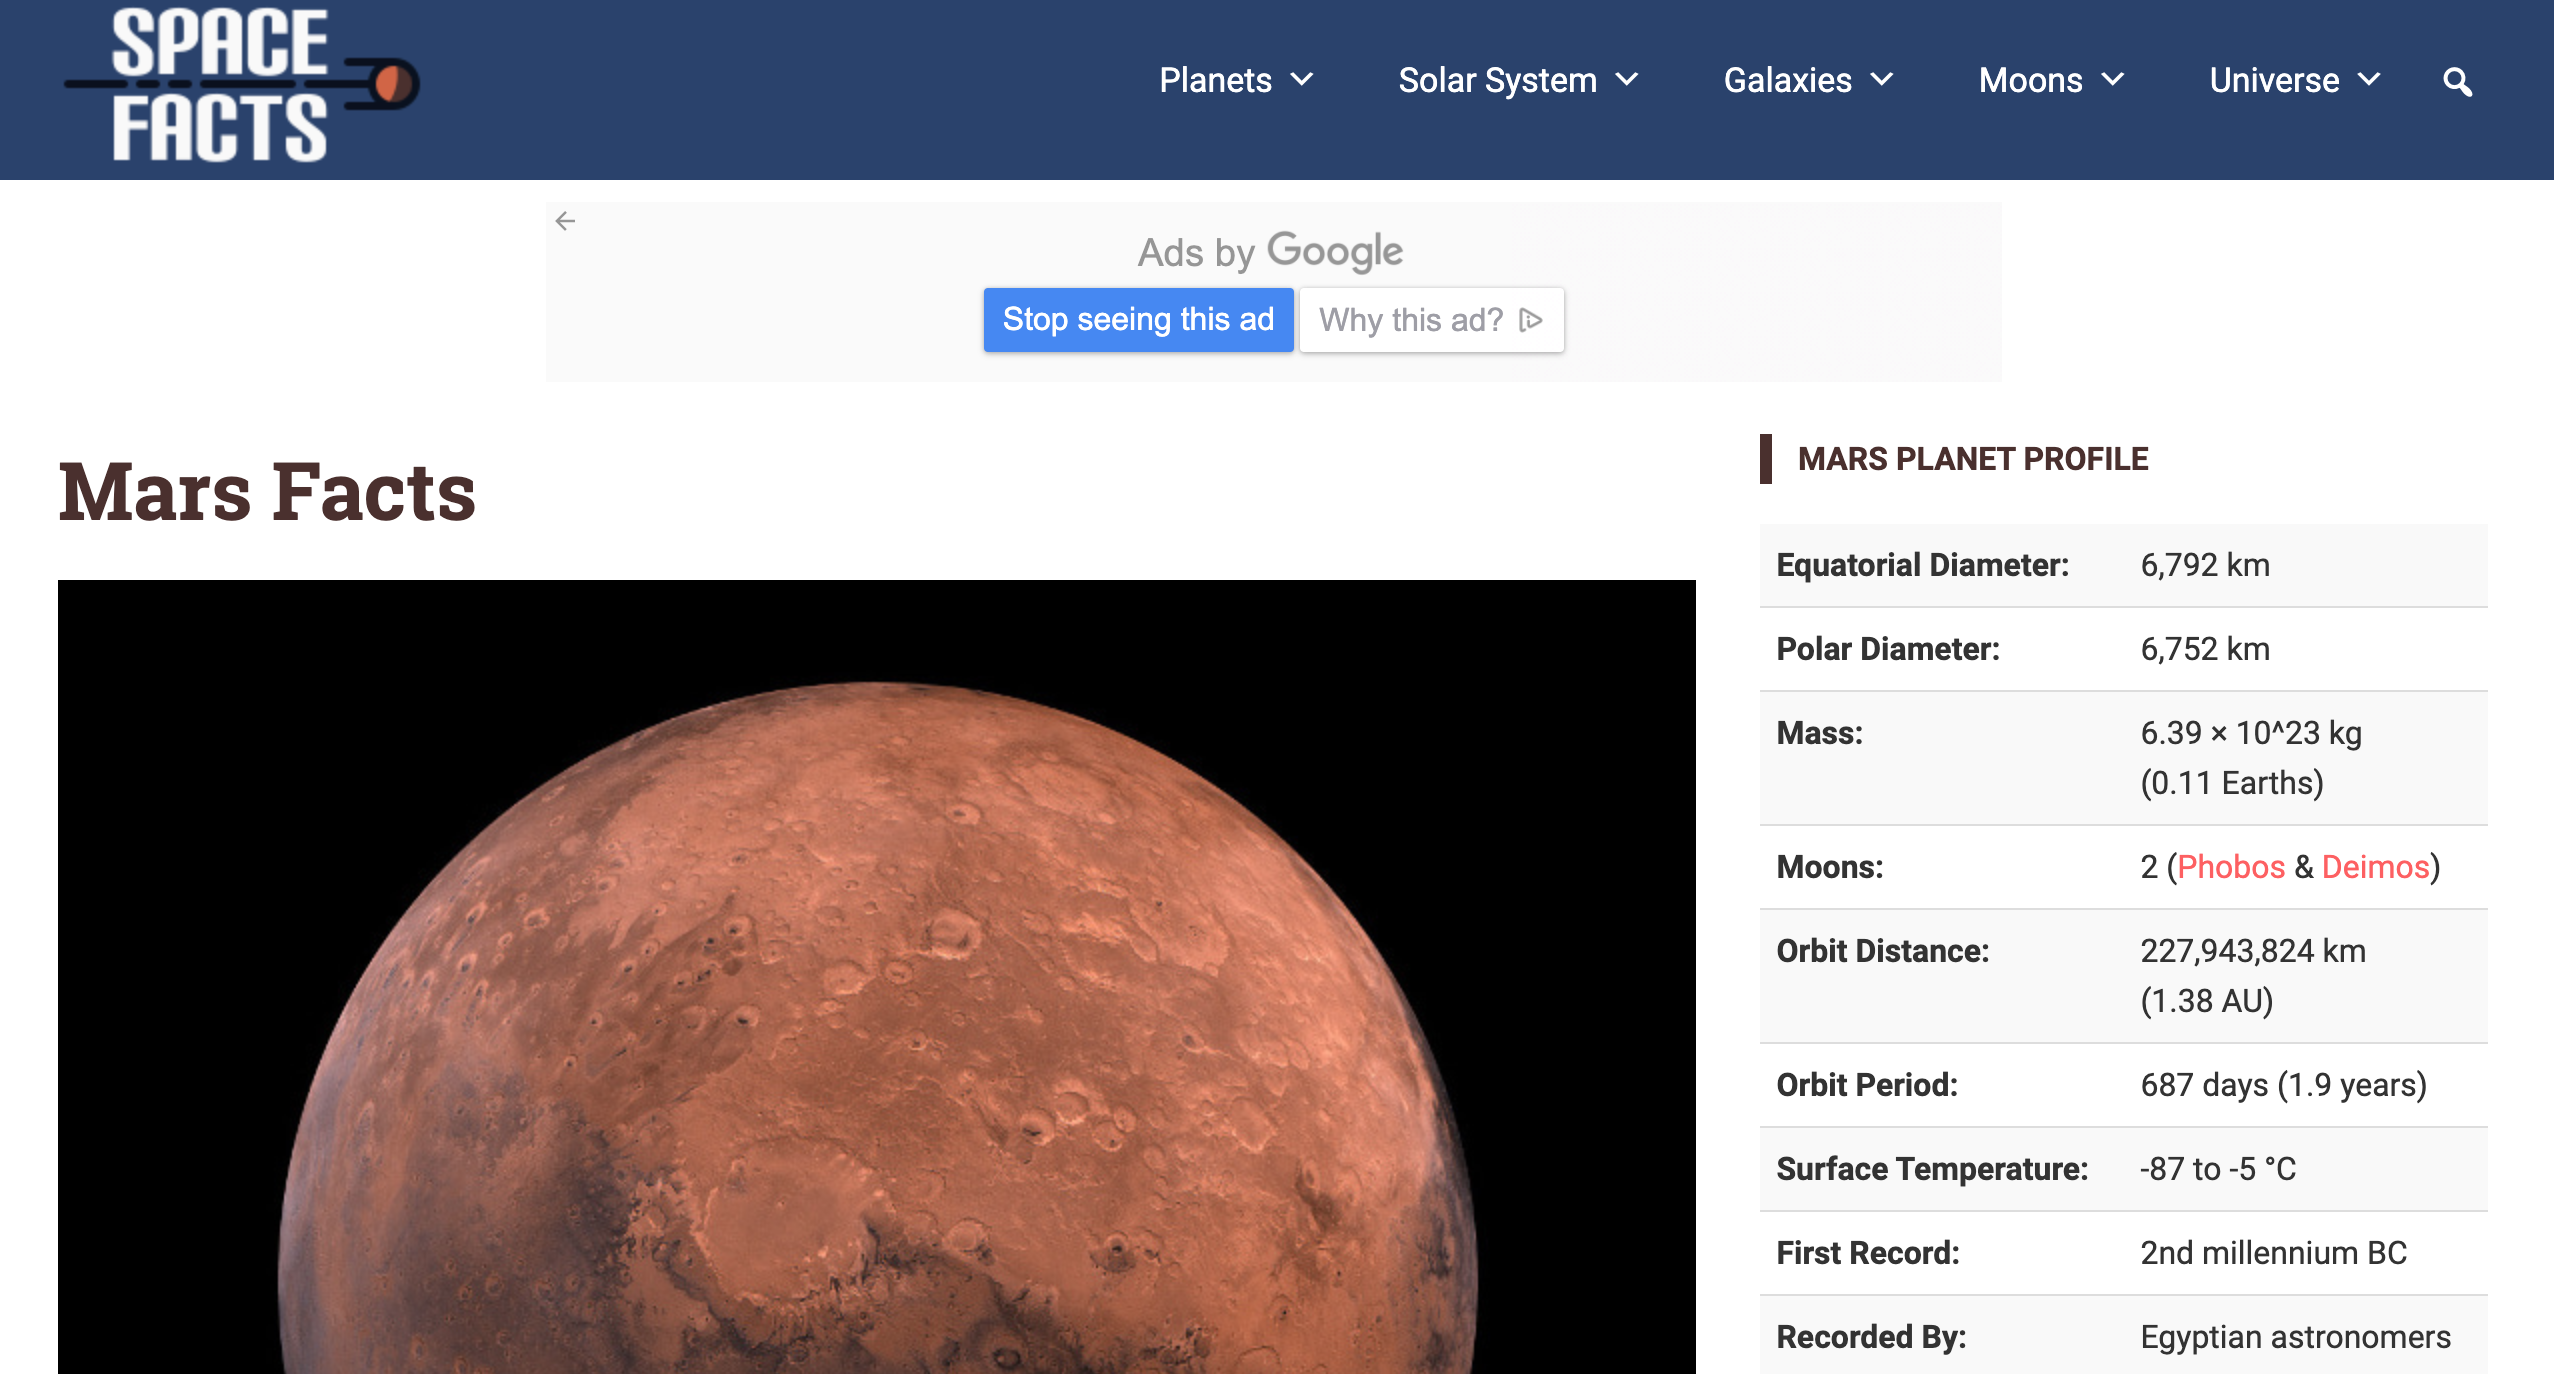 SPACE
FACTS
Planets
Solar System
Galaxies
Moons
Universe
Ads by Google
Stop seeing this ad
Why this ad?
Mars Facts
MARS PLANET PROFILE
Equatorial Diameter: 6,792 km
Polar Diameter: 6,752 km
Mass: 6.39 × 10^23 kg
(0.11 Earths)
Moons: 2 (Phobos & Deimos)
Orbit Distance: 227,943,824 km
(1.38 AU)
Orbit Period: 687 days (1.9 years)
Surface Temperature: -87 to -5 °C
First Record: 2nd millennium BC
Recorded By: Egyptian astronomers